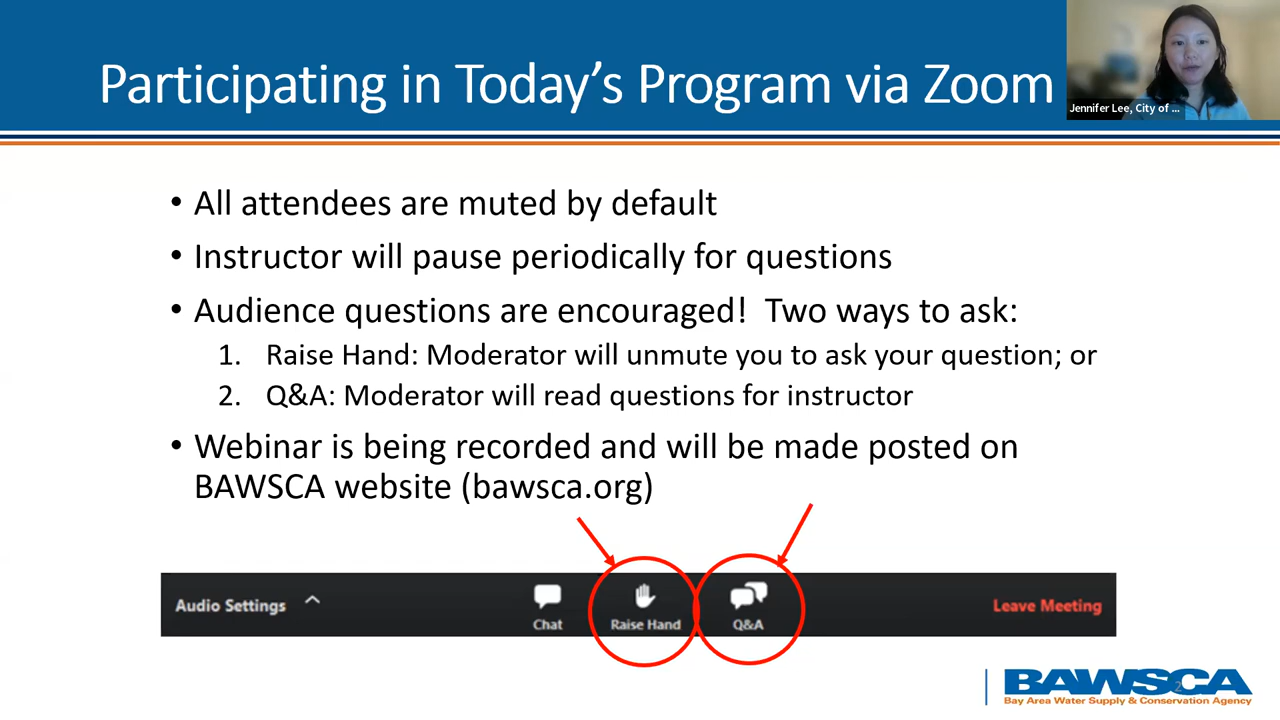 Participating in Today's Program via Zoom
Jennifer Lee, City of ...
• All attendees are muted by default
• Instructor will pause periodically for questions
• Audience questions are encouraged!  Two ways to ask:
1. Raise Hand: Moderator will unmute you to ask your question; or
2. Q&A: Moderator will read questions for instructor
• Webinar is being recorded and will be made posted on
BAWSCA website (bawsca.org)
Audio Settings
Chat
Raise Hand
Q&A
Leave Meeting
BAWSCA
2
Bay Area Water Supply & Conservation Agency